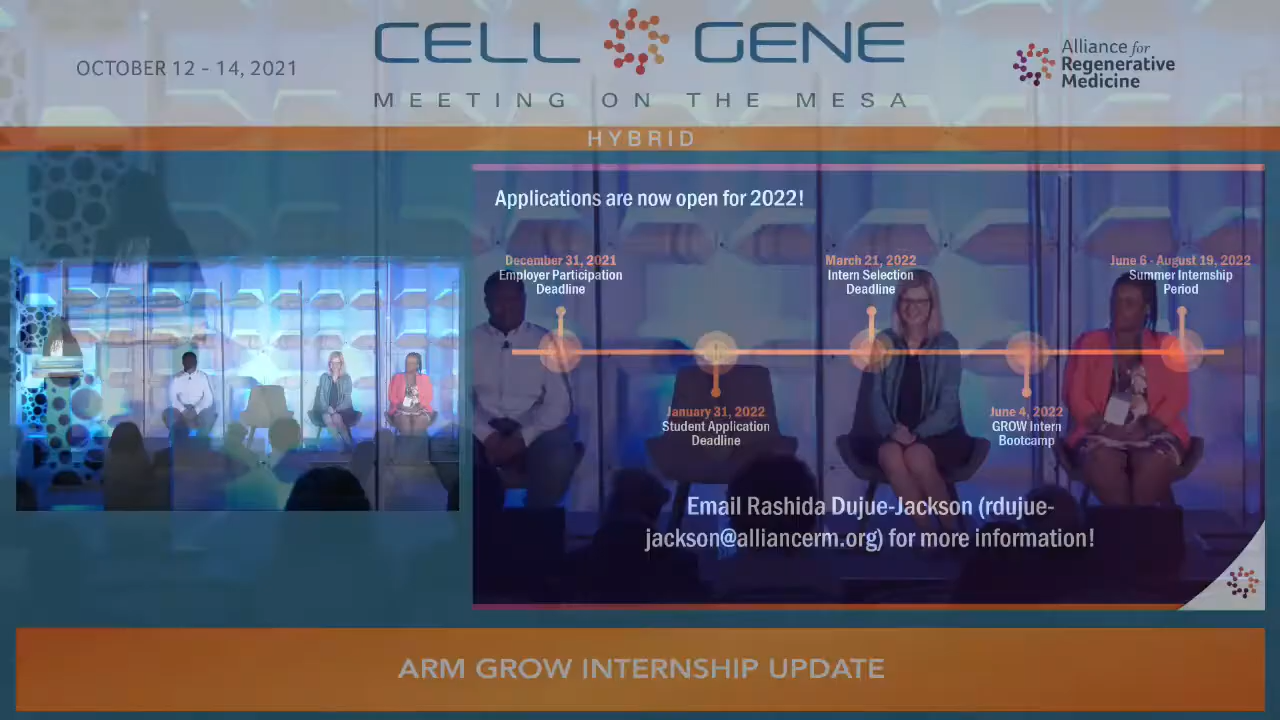 OCTOBER 12 - 14, 2021
CELL GENE
MEETING ON THE MESA
Alliance for
Regenerative
Medicine
HYBRID
Applications are now open for 2022!
December 31, 2021
Employer Participation
Deadline
March 21, 2022
Intern Selection
Deadline
June 6 - August 19, 2022
Summer Internship
Period
January 31, 2022
Student Application
Deadline
June 4, 2022
GROW Intern
Bootcamp
Email Rashida Dujue-Jackson (rdujue-
jackson@alliancerm.org) for more information!
ARM GROW INTERNSHIP UPDATE